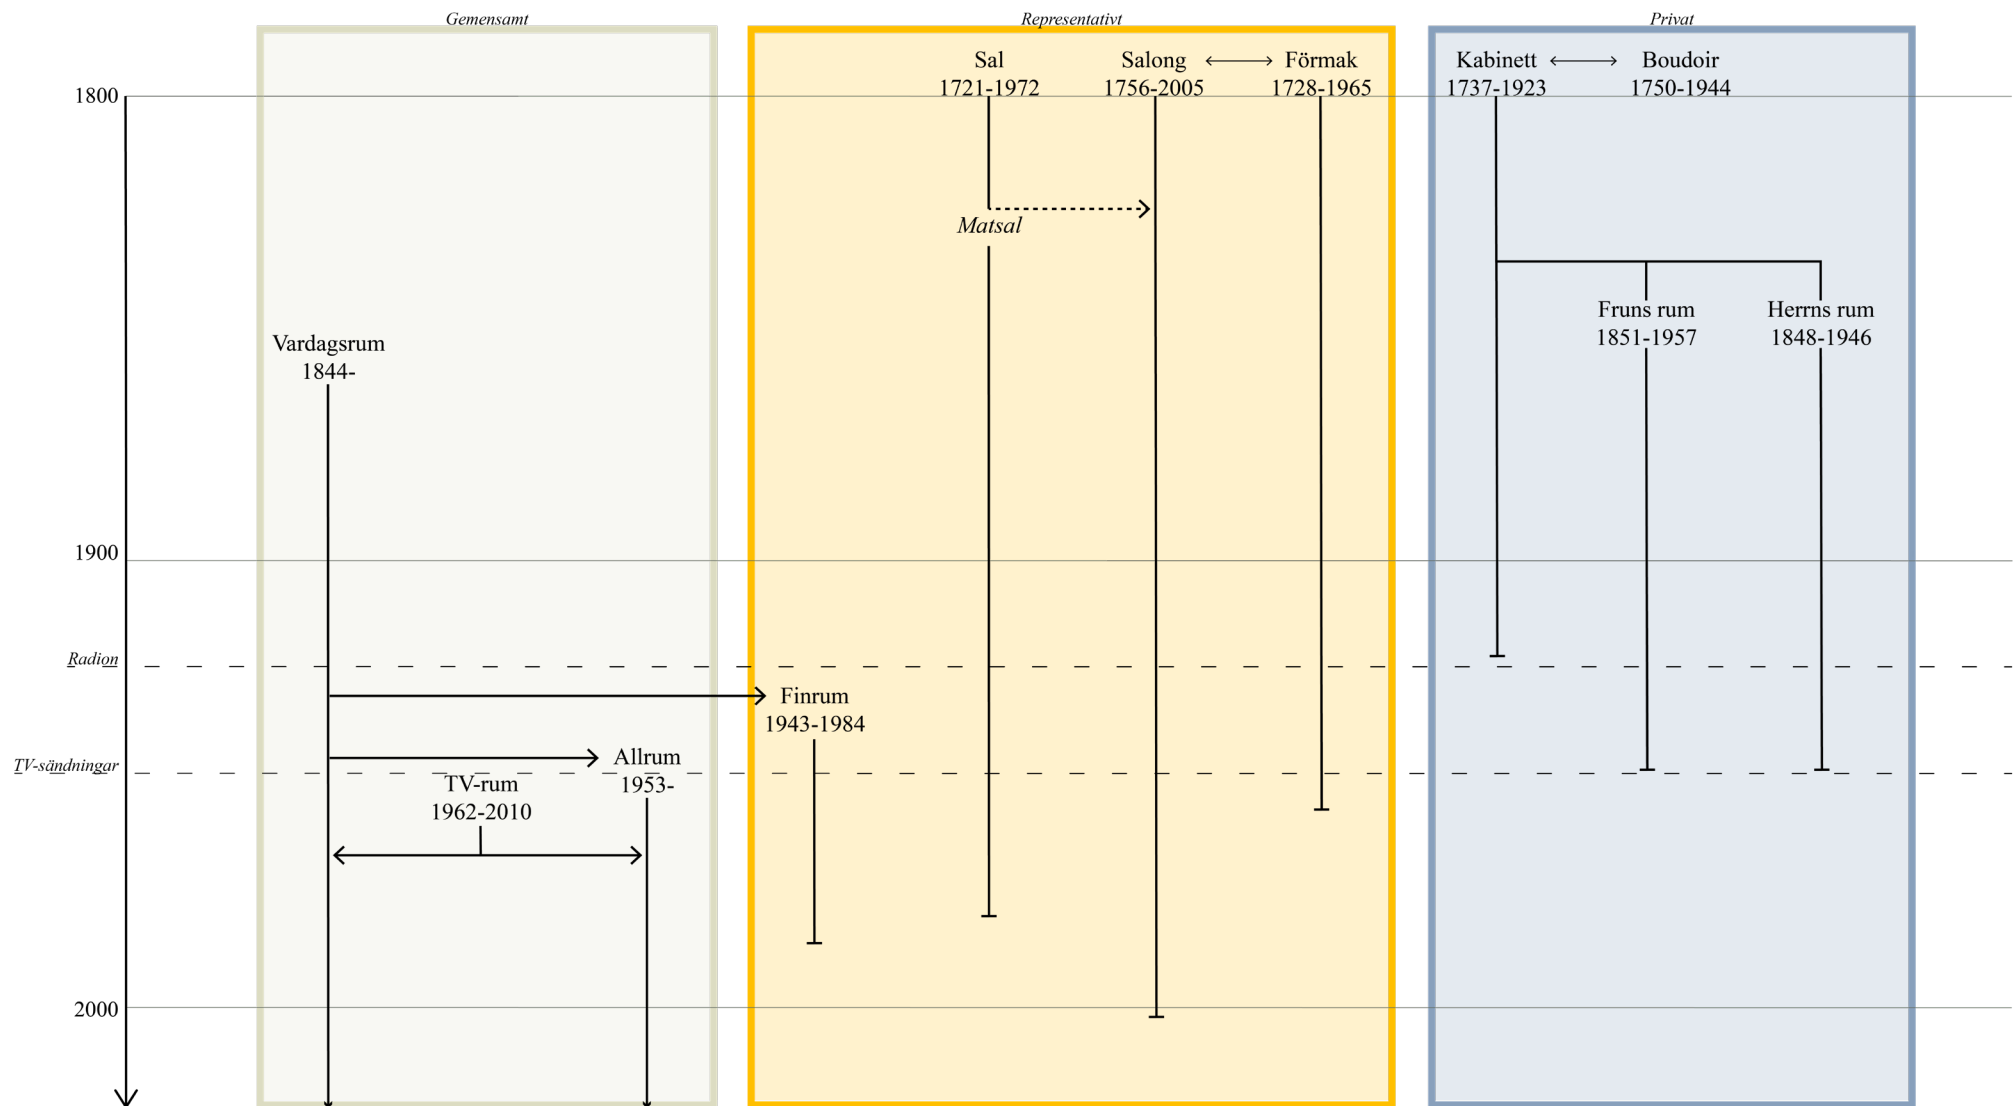 Gemensamt
Representativt
Privat
Sal
1721-1972
Salong
1756-2005
Förmak
1728-1965
Kabinett
1737-1923
Boudoir
1750-1944
1800
Matsal
Fruns rum
1851-1957
Herrns rum
1848-1946
Vardagsrum
1844-
1900
Radion
Finrum
1943-1984
TV-sändningar
Allrum
1953-
TV-rum
1962-2010
2000